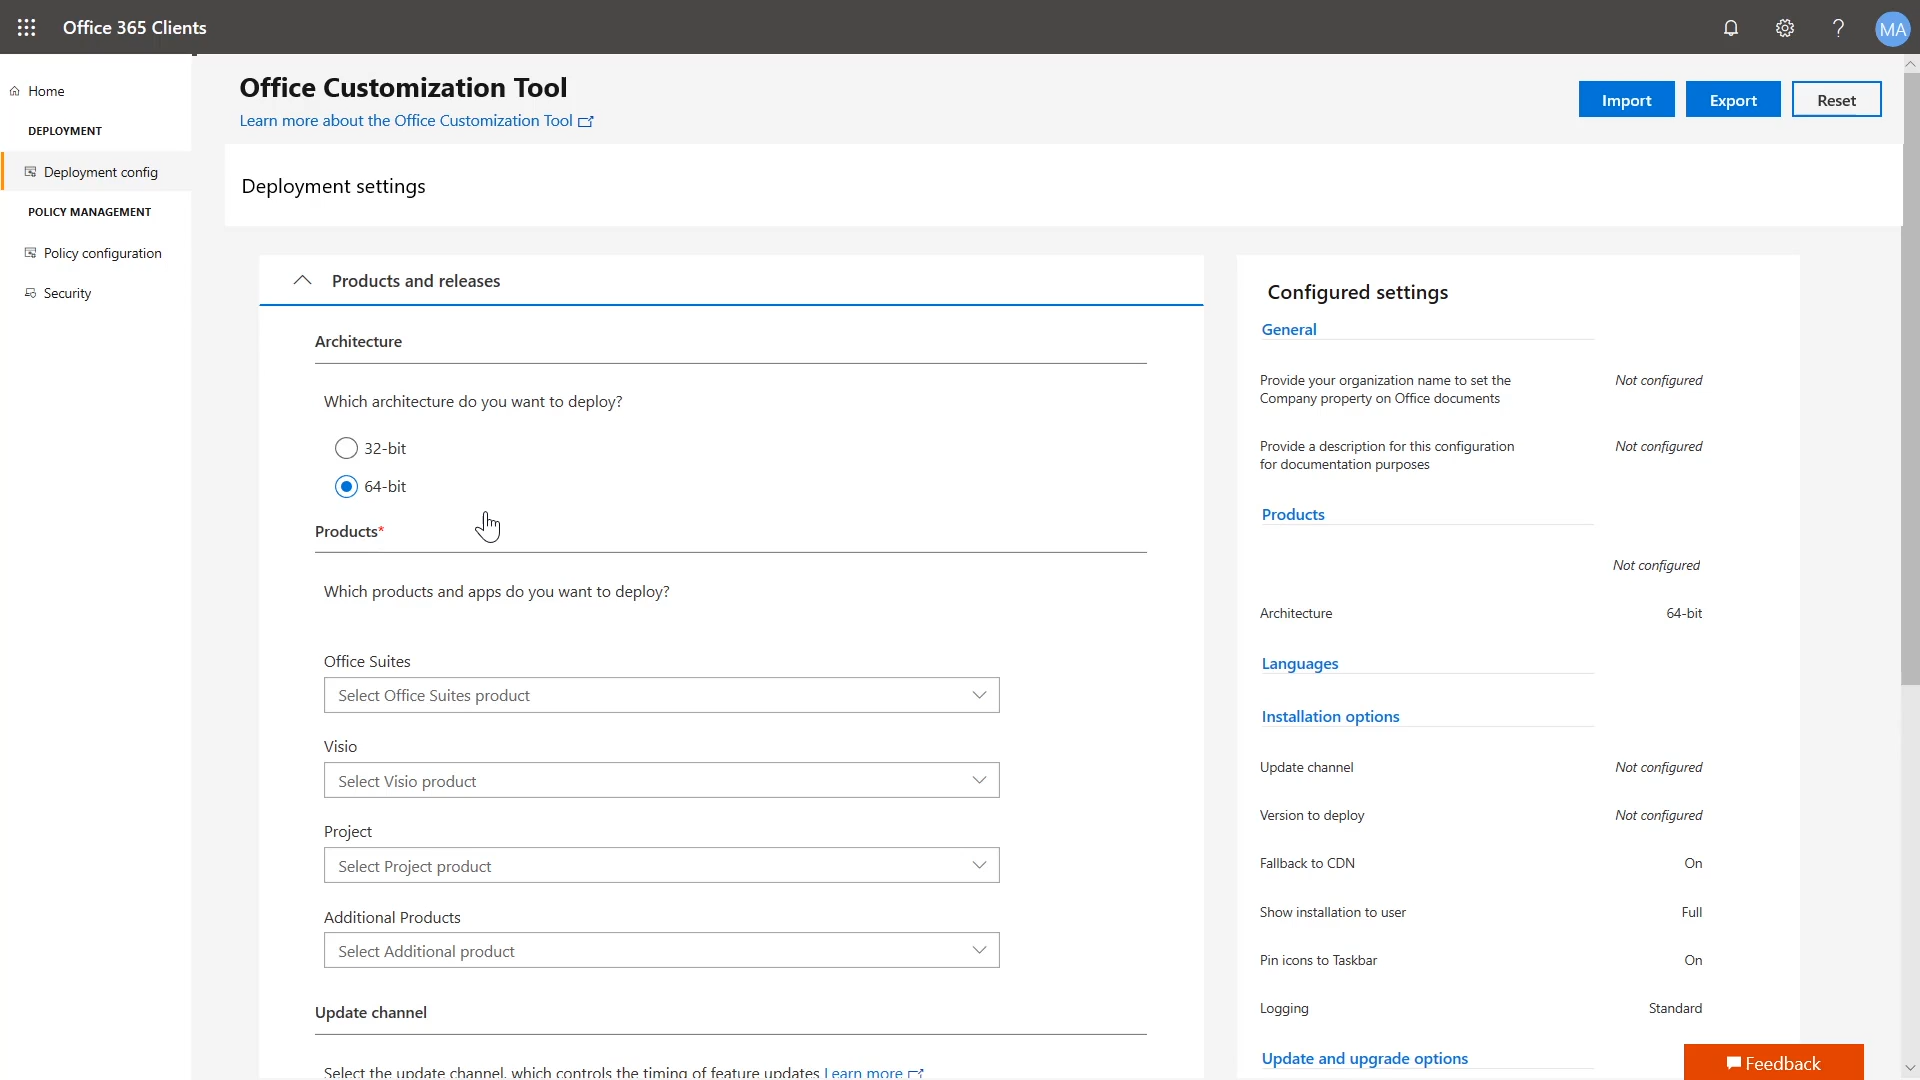 Office 365 Clients
MA
Home
DEPLOYMENT
Deployment config
POLICY MANAGEMENT
Policy configuration
Security
Office Customization Tool
Learn more about the Office Customization Tool
Import
Export
Reset
Deployment settings
Products and releases
Architecture
Which architecture do you want to deploy?
32-bit
64-bit
Products*
Which products and apps do you want to deploy?
Office Suites
Select Office Suites product
Visio
Select Visio product
Project
Select Project product
Additional Products
Select Additional product
Update channel
Select the update channel, which controls the timing of feature updates Learn more
Configured settings
General
Provide your organization name to set the Not configured
Company property on Office documents
Provide a description for this configuration Not configured
for documentation purposes
Products
Not configured
Architecture 64-bit
Languages
Installation options
Update channel Not configured
Version to deploy Not configured
Fallback to CDN On
Show installation to user Full
Pin icons to Taskbar On
Logging Standard
Update and upgrade options
Feedback